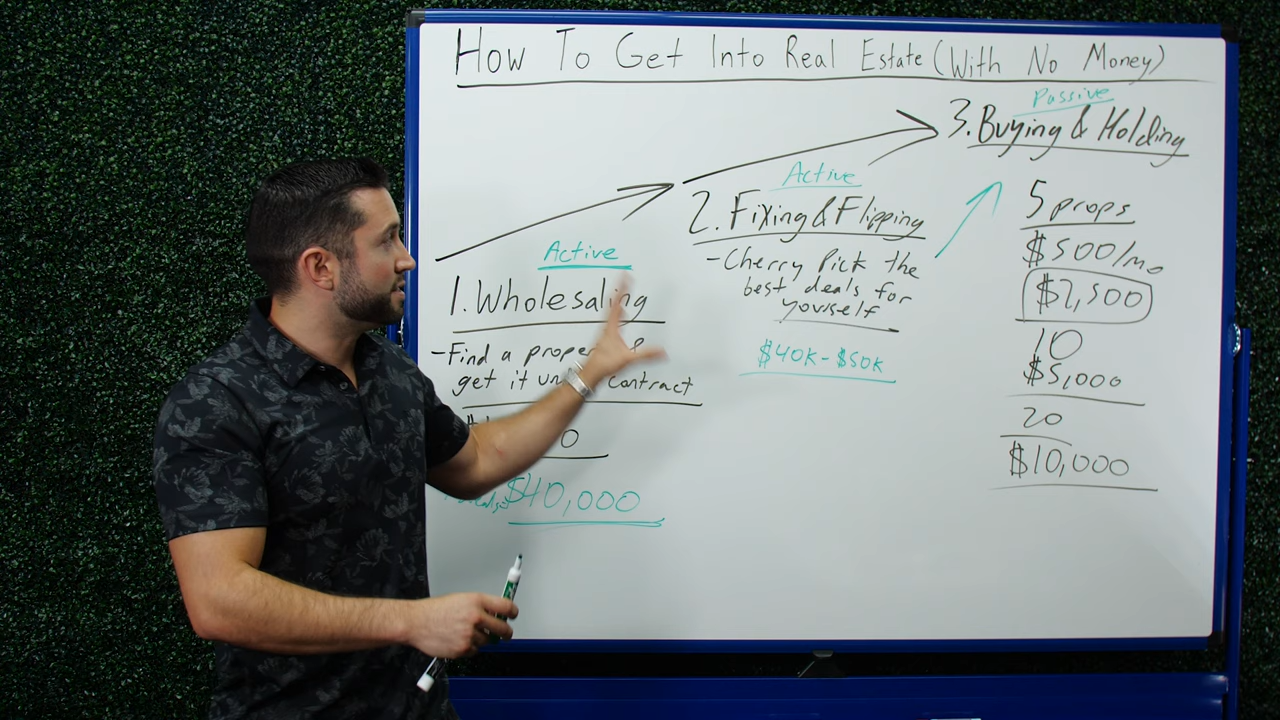 How To Get Into Real Estate (With No Money)
Active
1. Wholesaling
-Find a
get it contract
$40,000
Active
2. Fixing & Flipping
-Cherry Pick the
best deals for
yourself
$40K - $50K
Passive
3. Buying & Holding
5 props
$500/mo
$2,500
10
$5,000
20
$10,000